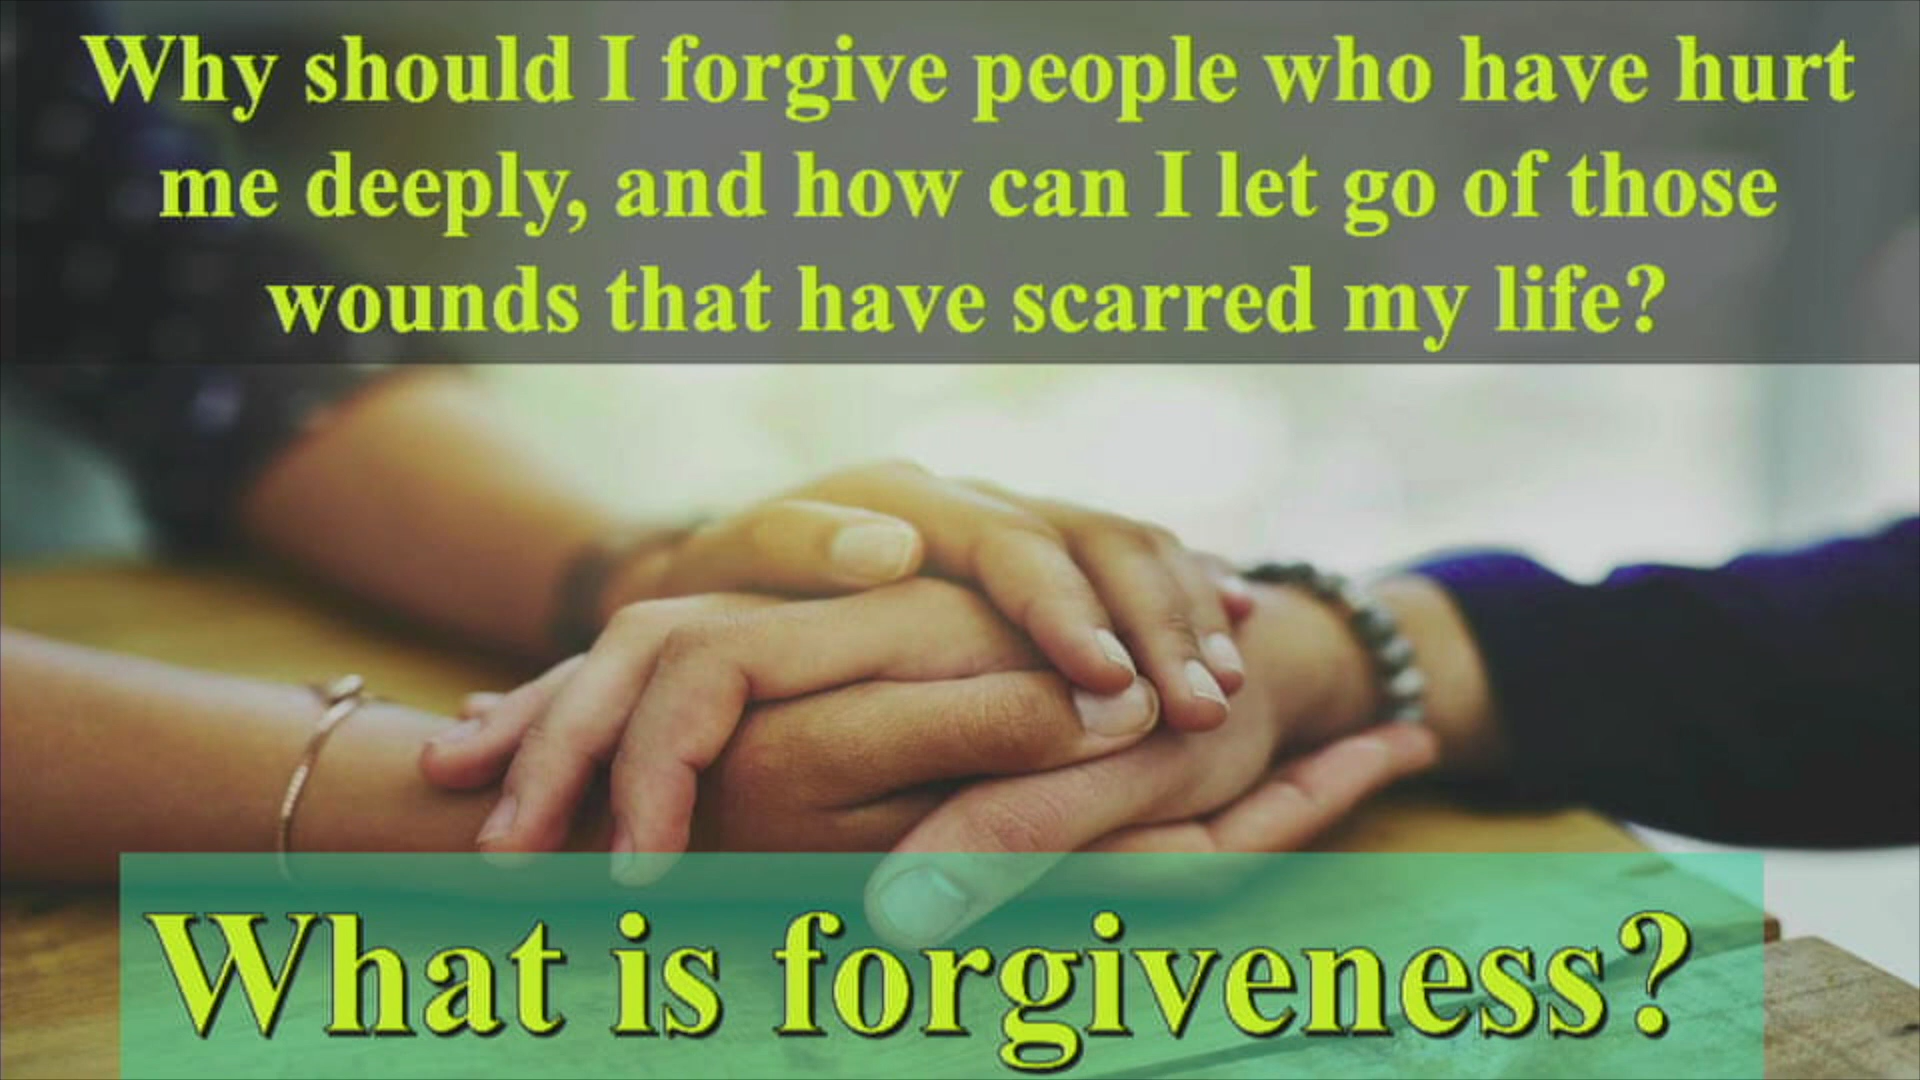 Why should I forgive people who have hurt
me deeply, and how can I let go of those
wounds that have scarred my life?
What is forgiveness?